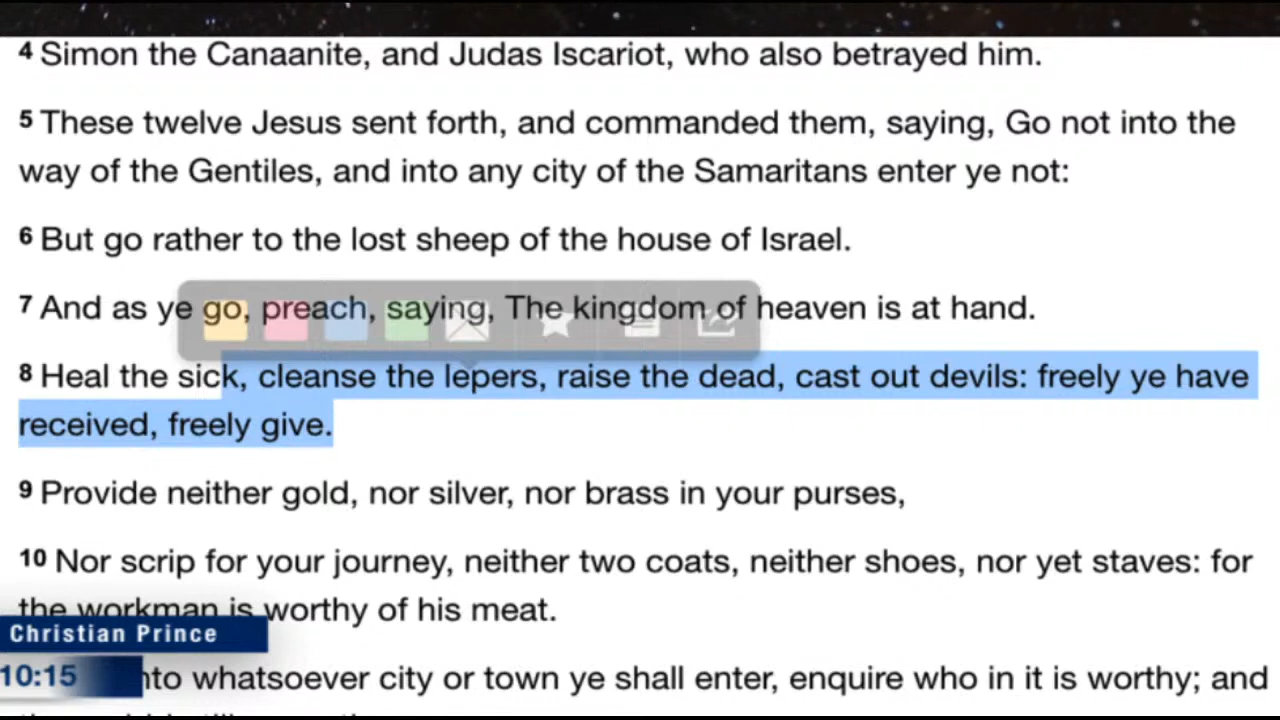 4 Simon the Canaanite, and Judas Iscariot, who also betrayed him.
5 These twelve Jesus sent forth, and commanded them, saying, Go not into the
way of the Gentiles, and into any city of the Samaritans enter ye not:
6 But go rather to the lost sheep of the house of Israel.
7 And as ye go, preach, saying, The kingdom of heaven is at hand.
8 Heal the sick, cleanse the lepers, raise the dead, cast out devils: freely ye have
received, freely give.
9 Provide neither gold, nor silver, nor brass in your purses,
10 Nor scrip for your journey, neither two coats, neither shoes, nor yet staves: for
the workman is worthy of his meat.
Christian Prince
10:15
nto whatsoever city or town ye shall enter, enquire who in it is worthy; and